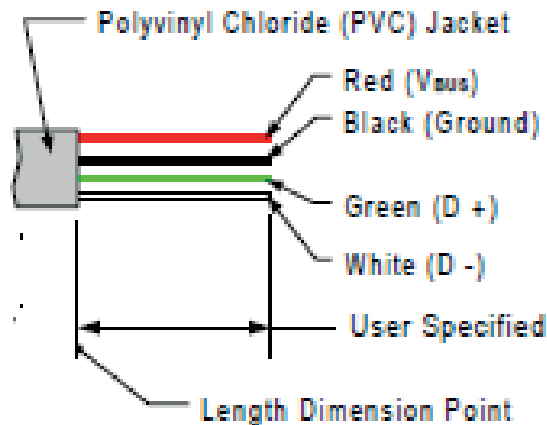 Polyvinyl Chloride (PVC) Jacket
Red (VBUS)
Black (Ground)
Green (D +)
White (D -)
User Specified
Length Dimension Point